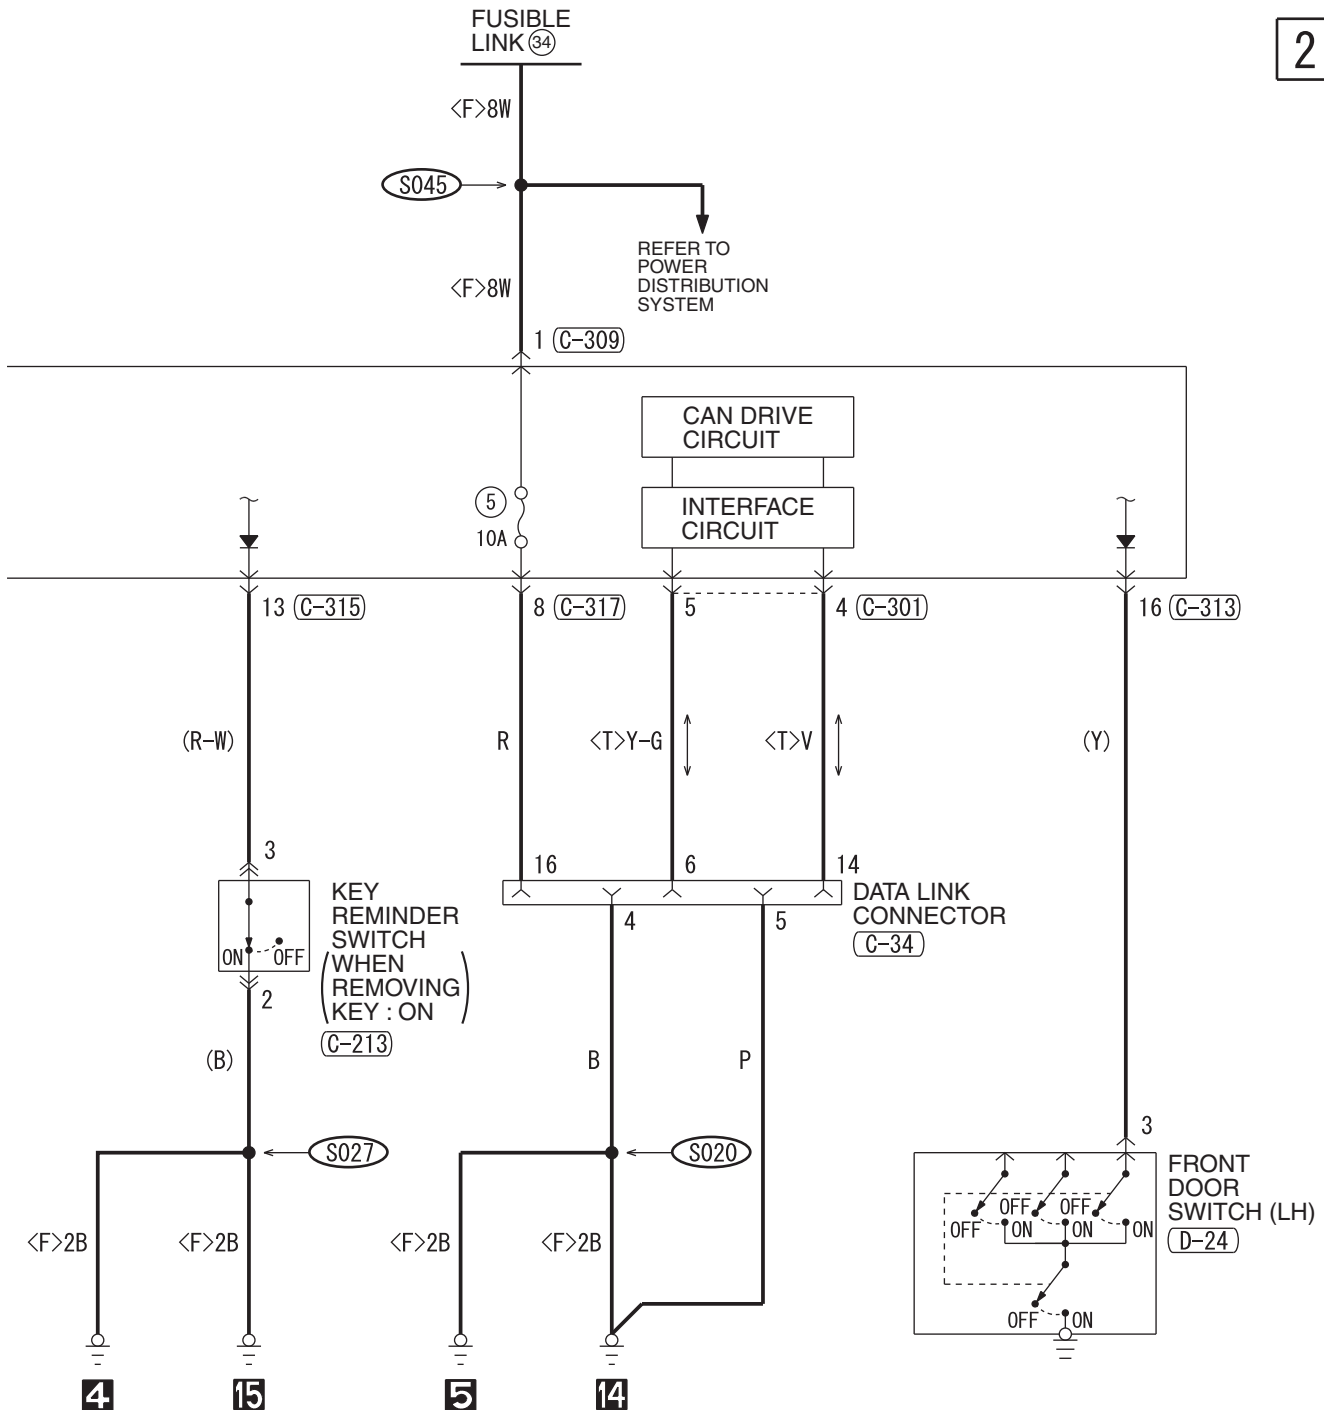 FUSIBLE
LINK 34
2
<F>8W
S045
REFER TO
POWER
DISTRIBUTION
SYSTEM
<F>8W
1 C-309
CAN DRIVE
CIRCUIT
INTERFACE
CIRCUIT
5
10A
13 C-315
8 C-317
5
4 C-301
16 C-313
(R-W)
R
<T>Y-G
<T>V
(Y)
3
16
6
14
ON OFF
KEY
REMINDER
SWITCH
(WHEN
REMOVING
KEY : ON)
C-213
2
4
5
DATA LINK
CONNECTOR
C-34
(B)
B
P
3
S027
S020
FRONT
DOOR
SWITCH (LH)
D-24
OFF OFF
OFF ON ON ON
OFF ON
<F>2B
<F>2B
<F>2B
<F>2B
4
15
5
14